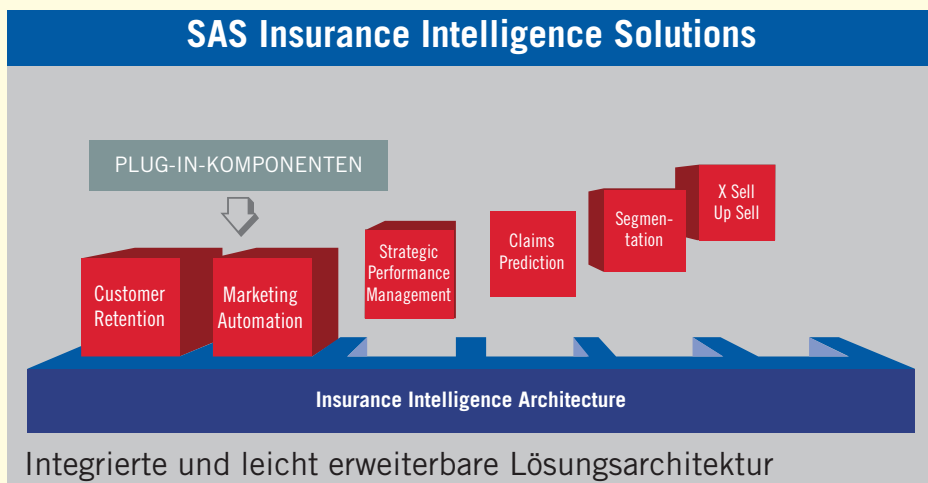 SAS Insurance Intelligence Solutions
PLUG-IN-KOMPONENTEN
Customer
Retention
Marketing
Automation
Strategic
Performance
Management
Claims
Prediction
Segmen-
tation
X Sell
Up Sell
Insurance Intelligence Architecture
Integrierte und leicht erweiterbare Lösungsarchitektur